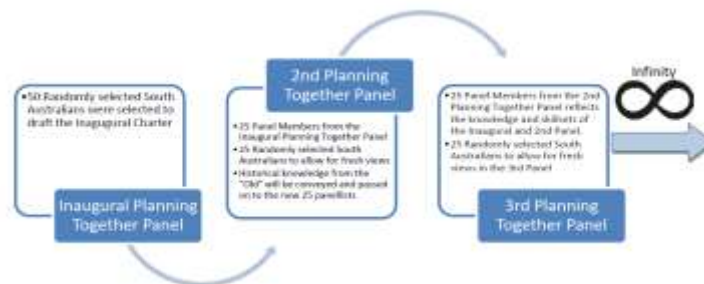 •50 Randomly selected South
Australians were selected to
draft the Inagugural Charter
Inaugural Planning
Together Panel
2nd Planning
Together Panel
•25 Panel Members from the
Inaugural Planning Together Panel
•25 Randomly selected South
Australians to allow for fresh views
•Historical knowledge from the
"Old" will be conveyed and passed
on to the new 25 panellists
•25 Panel Members from the 2nd
Planning Together Panel reflects
the knowledge and skillsets of
the Inaugural and 2nd Panel.
•25 Randomly selected South
Australians to allow for fresh
views in the 3rd Panel
3rd Planning
Together Panel
Infinity